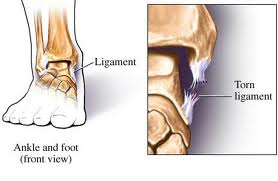 Ligament
Ankle and foot
(front view)
Torn
ligament